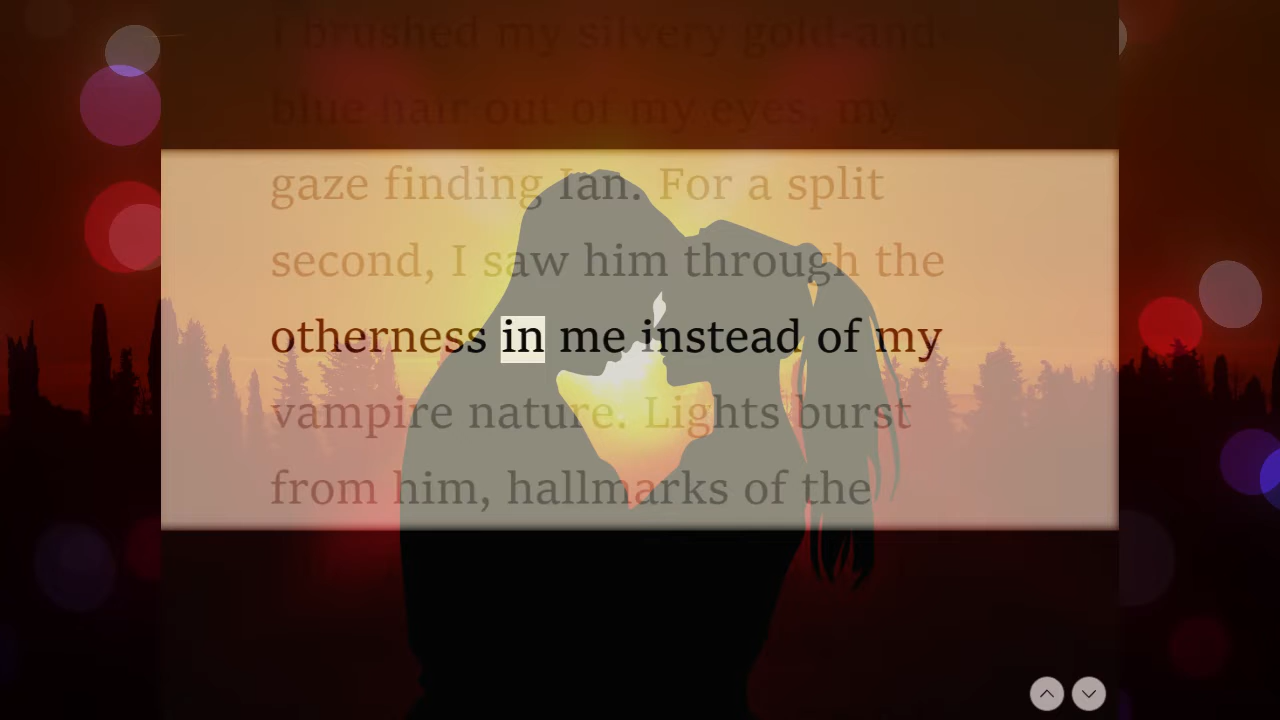 I brushed my silvery gold-and-
blue hair out of my eyes, my
gaze finding Ian. For a split
second, I saw him through the
otherness in me instead of my
vampire nature. Lights burst
from him, hallmarks of the